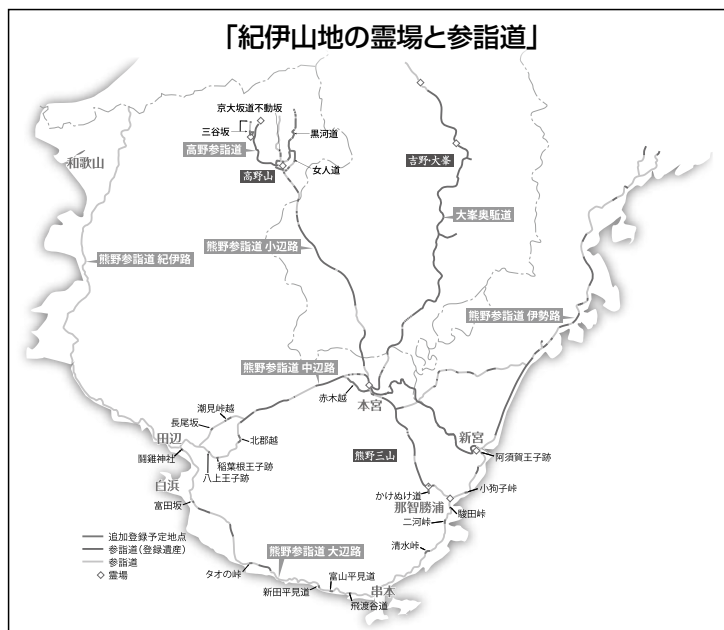 「紀伊山地の霊場と参詣道」
京大坂道不動坂
三谷坂
黒河道
高野参詣道
高野山
女人道
吉野・大峯
和歌山
大峯奥駈道
熊野参詣道 小辺路
熊野参詣道 紀伊路
熊野参詣道 伊勢路
熊野参詣道 中辺路
赤木越
本宮
潮見峠越
長尾坂
田辺
北郡越
新宮
闘雞神社
稲葉根王子跡
熊野三山
阿須賀王子跡
八上王子跡
白浜
かけぬけ道
小狗子峠
富田坂
那智勝浦
駿田峠
二河峠
追加登録予定地点
参詣道(登録遺産)
参詣道
霊場
清水峠
熊野参詣道 大辺路
タオの峠
富山平見道
新田平見道
串本
飛渡谷道